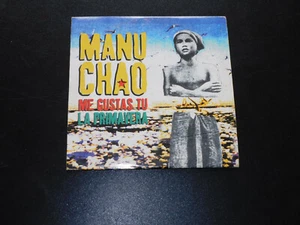 MANU
CHAO
ME GUSTAS TU
LA PRIMAVERA